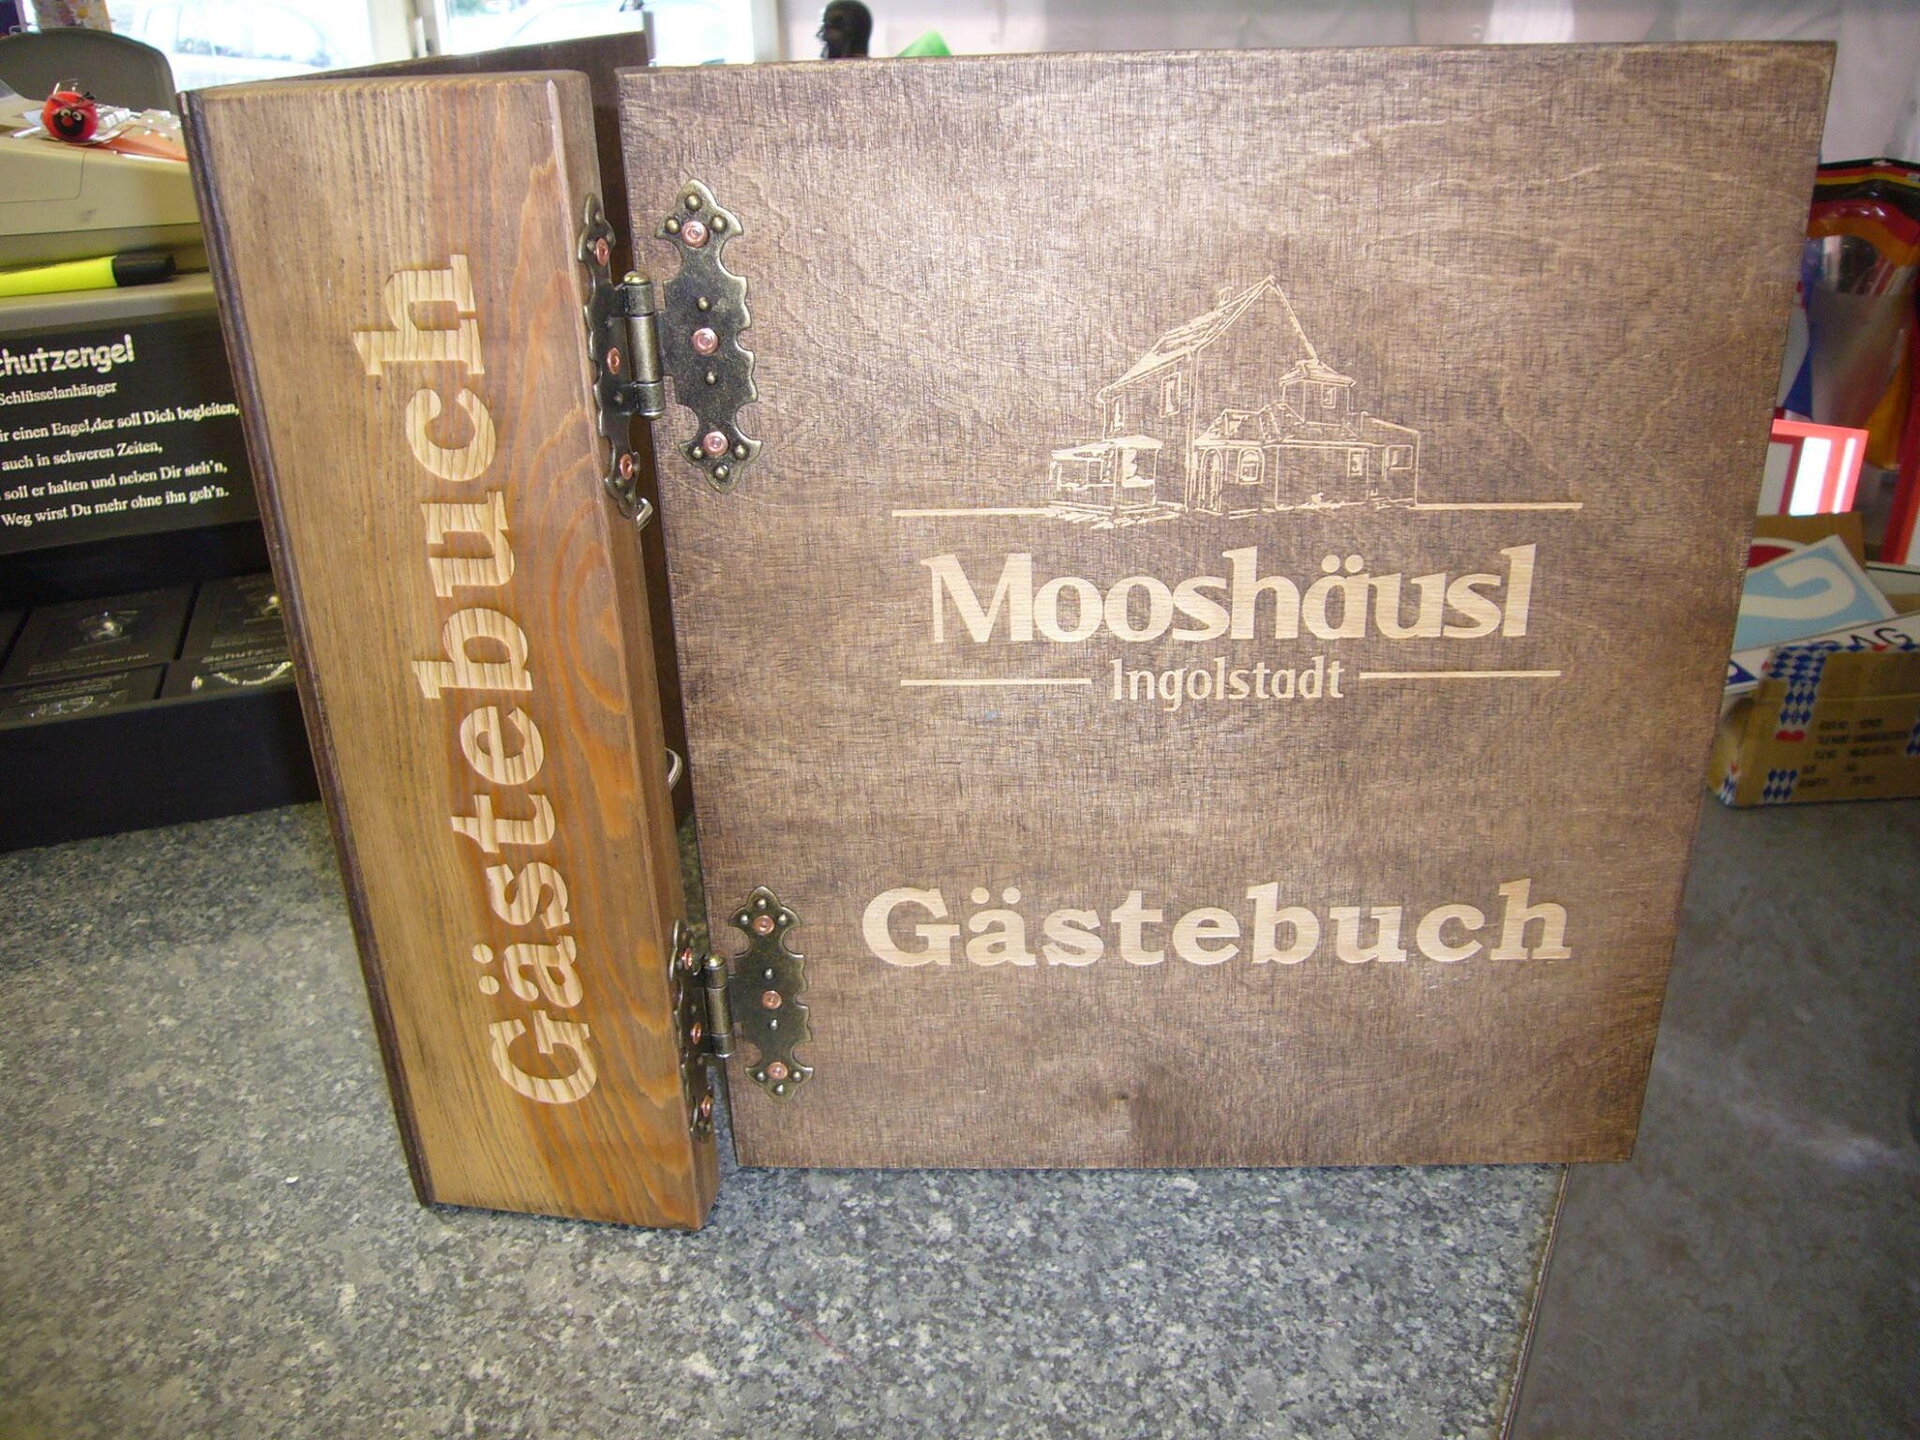 Gästebuch
Mooshäusl
Ingolstadt
Gästebuch
chutzengel
Schlüsselanhänger
ir einen Engel,der soll Dich begleiten,
auch in schweren Zeiten,
soll er halten und neben Dir steh'n,
Weg wirst Du mehr ohne ihn geh'n.